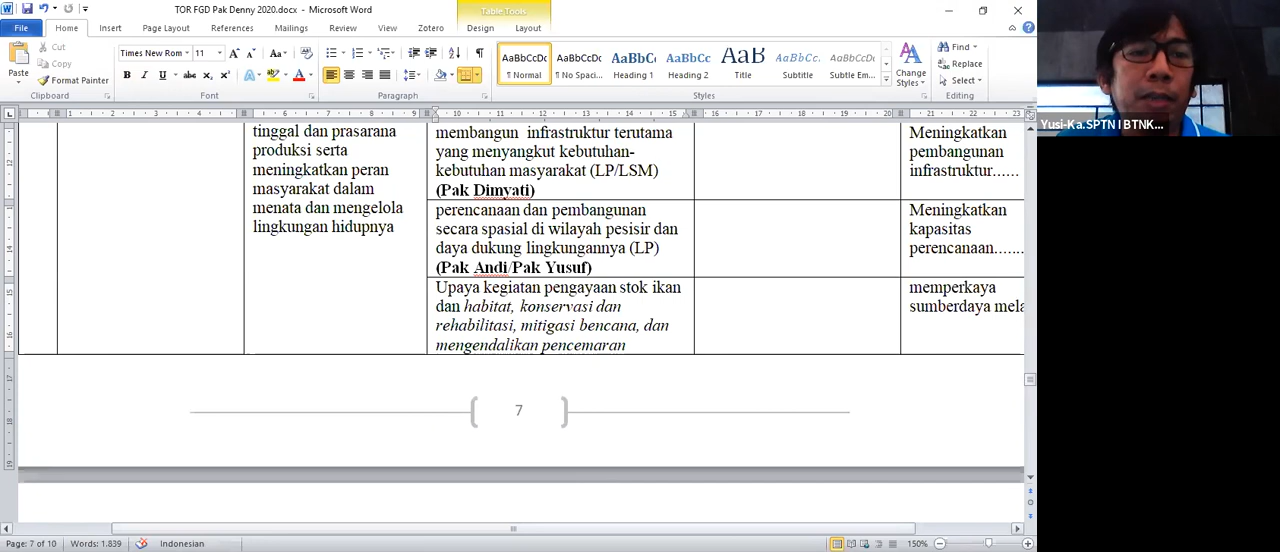 TOR FGD Pak Denny 2020.docx - Microsoft Word
Table Tools
File Home Insert Page Layout References Mailings Review View Zotero Design Layout
Paste
Cut
Copy
Format Painter
Clipboard
Times New Rom 11
Font
Paragraph
AaBbCcDc AaBbCcDc AaBbC AaBbCc AaB AaBbCc. AaBbCcDc
¶ Normal ¶ No Spaci... Heading 1 Heading 2 Title Subtitle Subtle Em...
Styles
Change Styles
Find
Replace
Select
Editing
tinggal dan prasarana
produksi serta
meningkatkan peran
masyarakat dalam
menata dan mengelola
lingkungan hidupnya
membangun infrastruktur terutama
yang menyangkut kebutuhan-
kebutuhan masyarakat (LP/LSM)
(Pak Dimyati)
Meningkatkan
pembangunan
infrastruktur......
perencanaan dan pembangunan
secara spasial di wilayah pesisir dan
daya dukung lingkungannya (LP)
(Pak Andi/Pak Yusuf)
Meningkatkan
kapasitas
perencanaan.......
Upaya kegiatan pengayaan stok ikan
dan habitat, konservasi dan
rehabilitasi, mitigasi bencana, dan
mengendalikan pencemaran
memperkaya
sumberdaya mela
7
Page: 7 of 10 Words: 1.839 Indonesian 150%
Yusi-Ka.SPTN I BTNK...